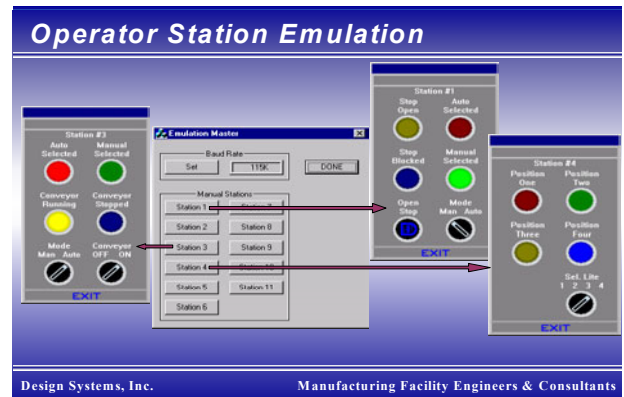 Operator Station Emulation
Station #3
Auto Selected
Manual Selected
Conveyor Running
Conveyor Stopped
Mode
Man Auto
Conveyor
OFF ON
EXIT
Emulation Master
Baud Rate
Set
115K
DONE
Manual Stations
Station 1
Station 2
Station 8
Station 3
Station 9
Station 4
Station 5
Station 11
Station 6
Station #1
Stop Open
Auto Selected
Stop Blocked
Manual Selected
Open Stop
Mode
Man Auto
EXIT
Station #4
Position One
Position Two
Position Three
Position Four
Sel. Lite
1 2 3 4
EXIT
Design Systems, Inc.
Manufacturing Facility Engineers & Consultants